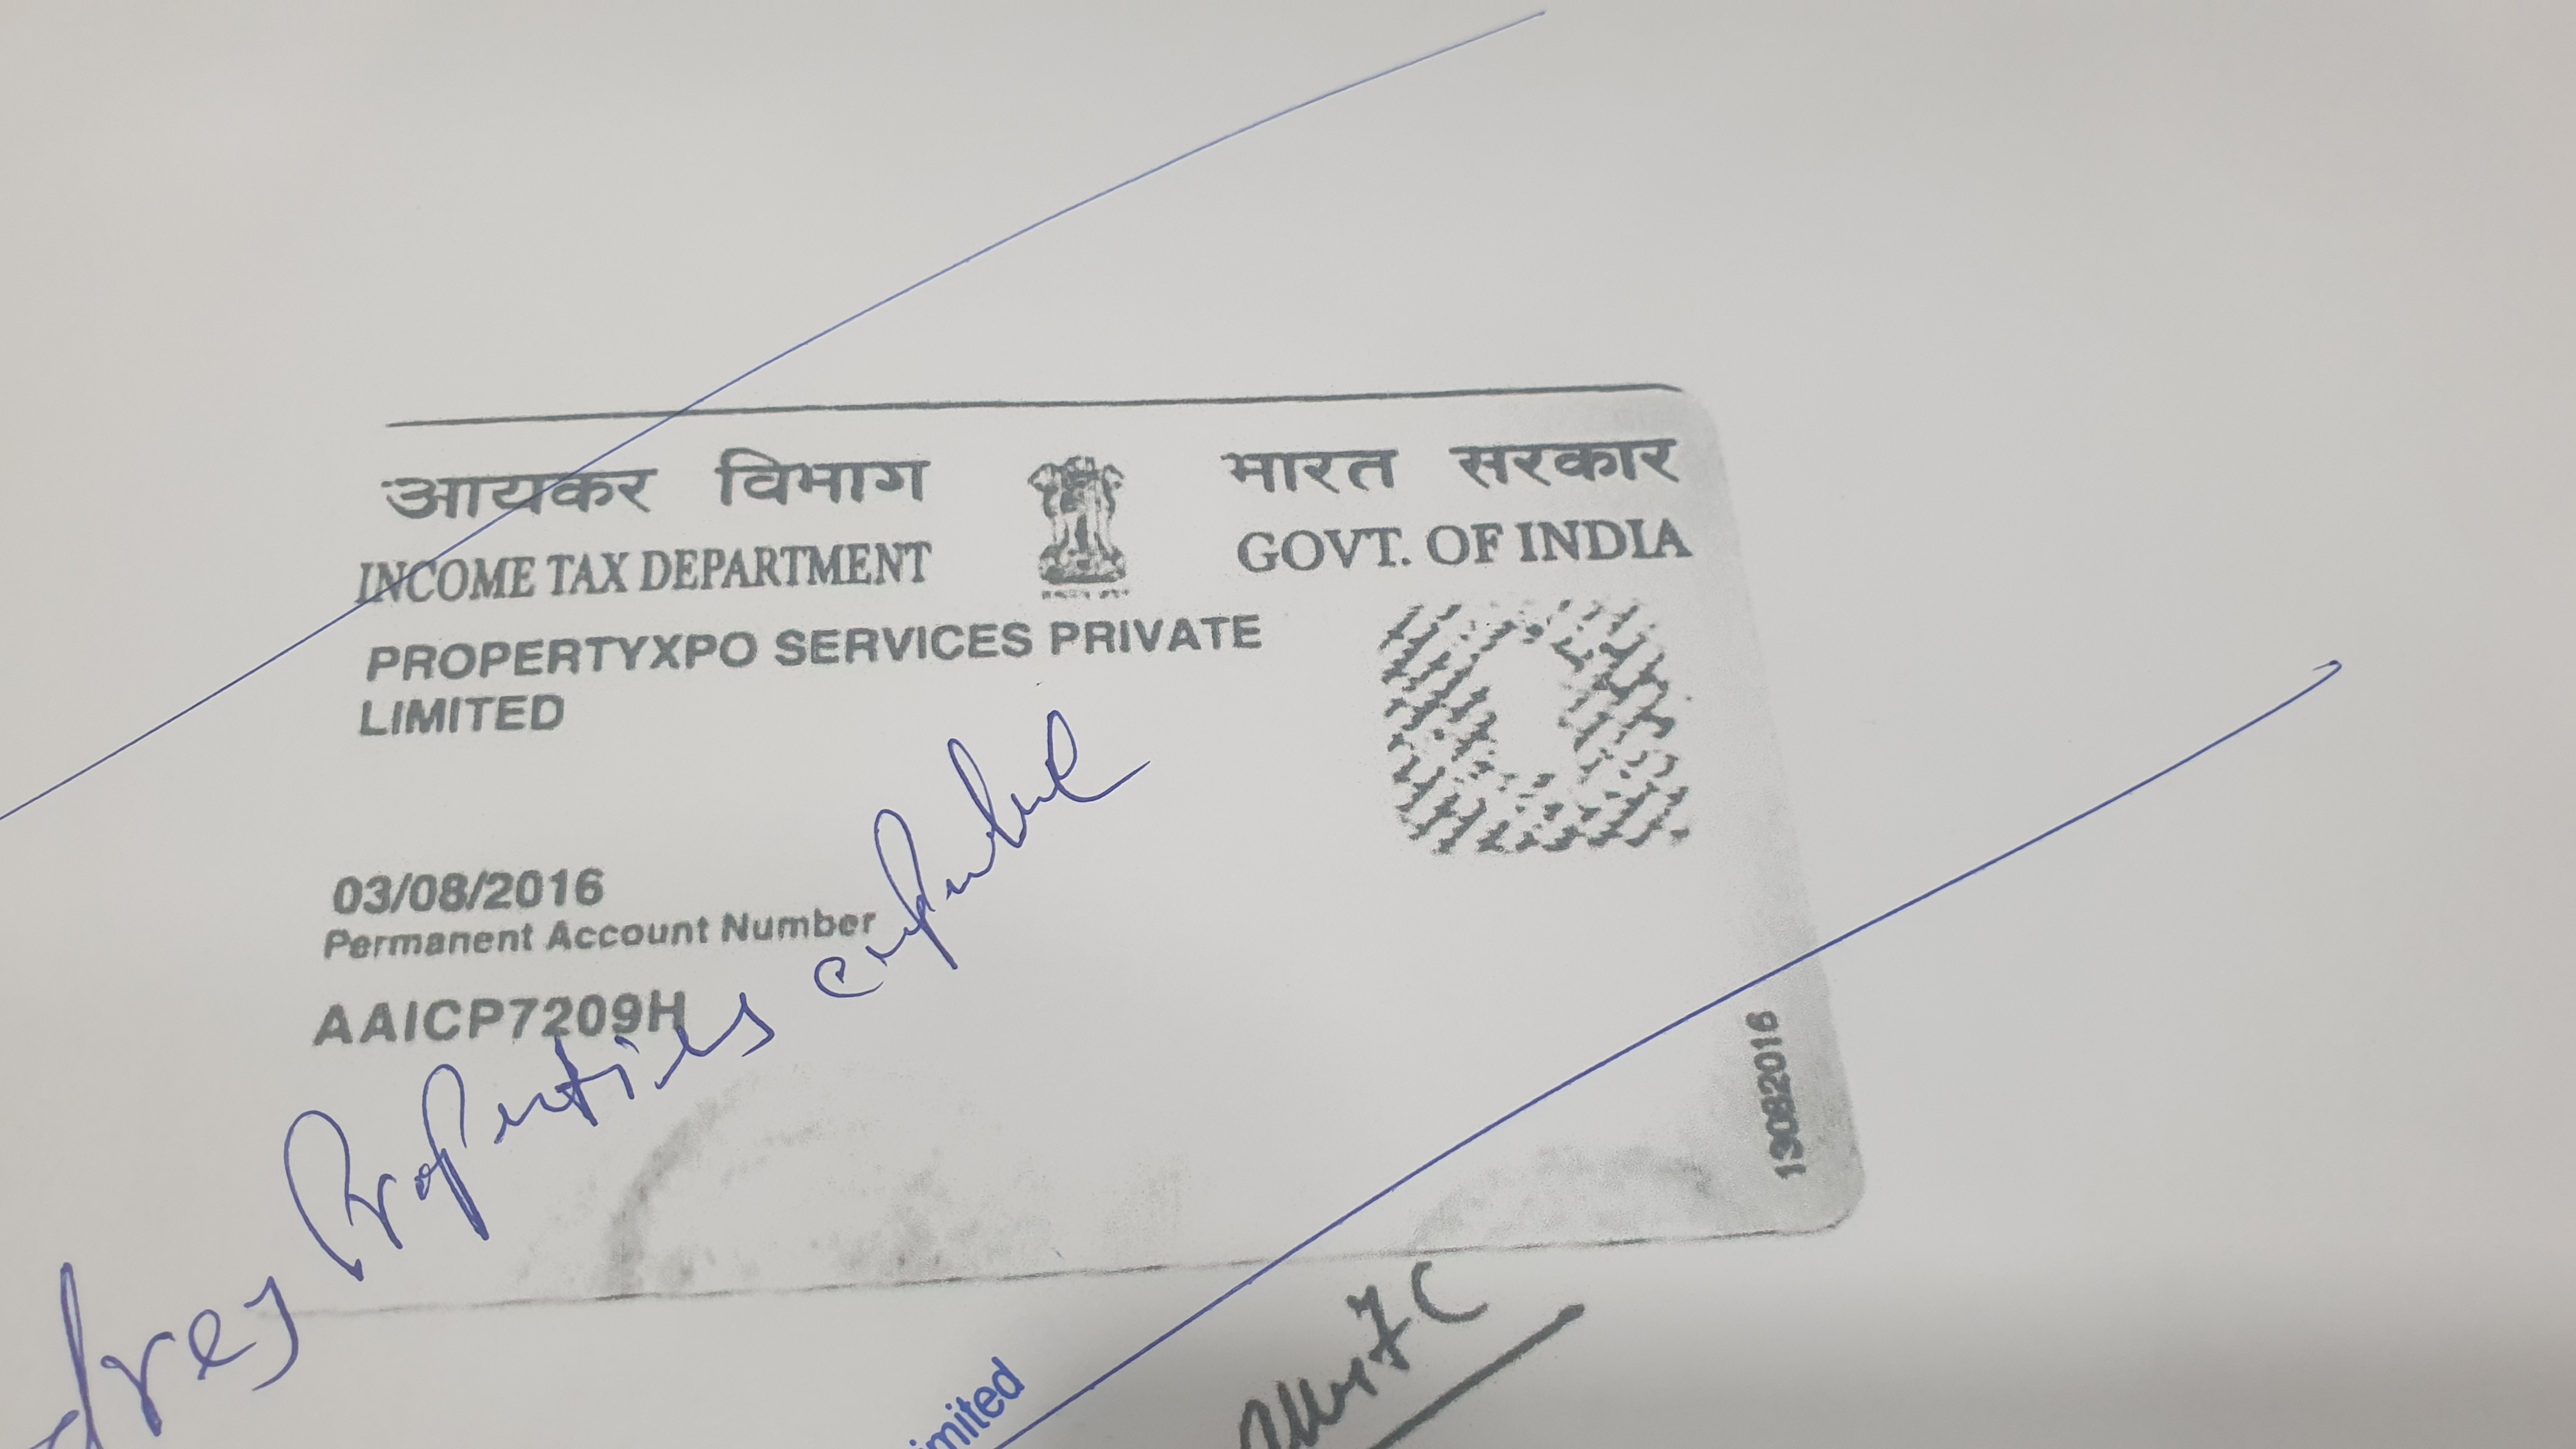 आयकर विभाग भारत सरकार
INCOME TAX DEPARTMENT GOVT. OF INDIA
PROPERTYXPO SERVICES PRIVATE
LIMITED
03/08/2016
Permanent Account Number
AAICP7209H
13082016
Properties
imited